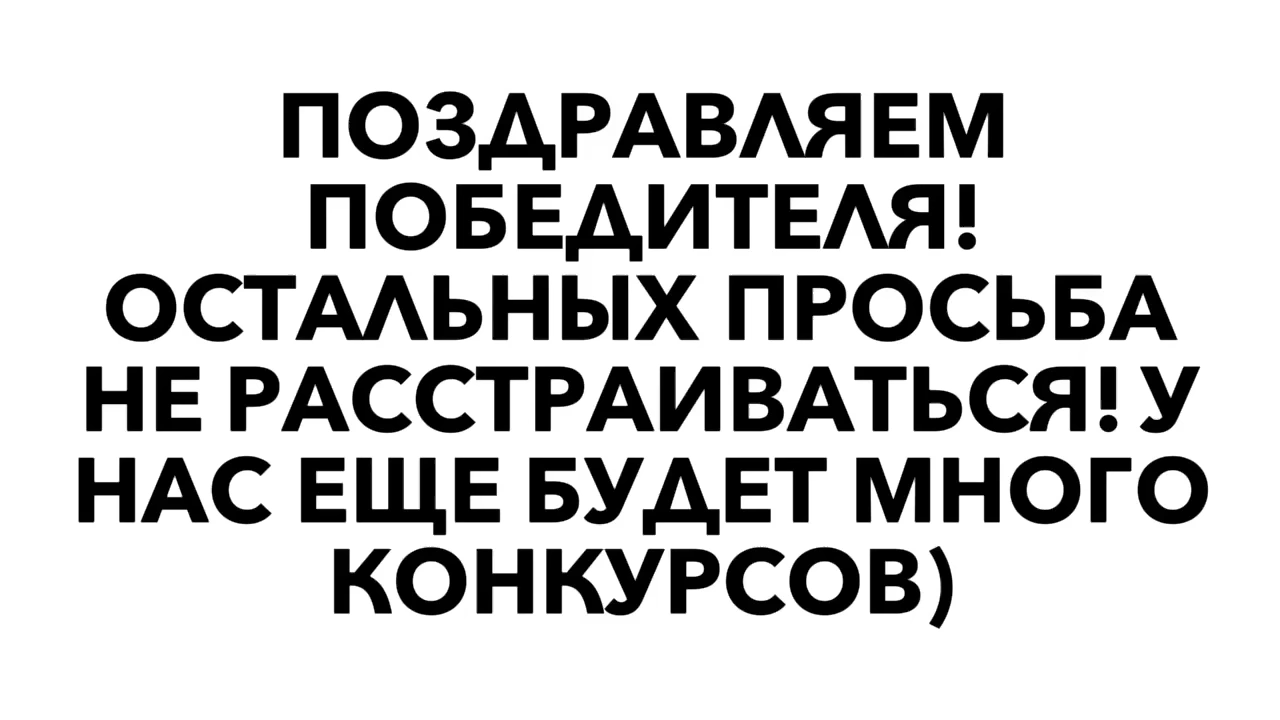 ПОЗДРАВЛЯЕМ
ПОБЕДИТЕЛЯ!
ОСТАЛЬНЫХ ПРОСЬБА
НЕ РАССТРАИВАТЬСЯ! У
НАС ЕЩЕ БУДЕТ МНОГО
КОНКУРСОВ)